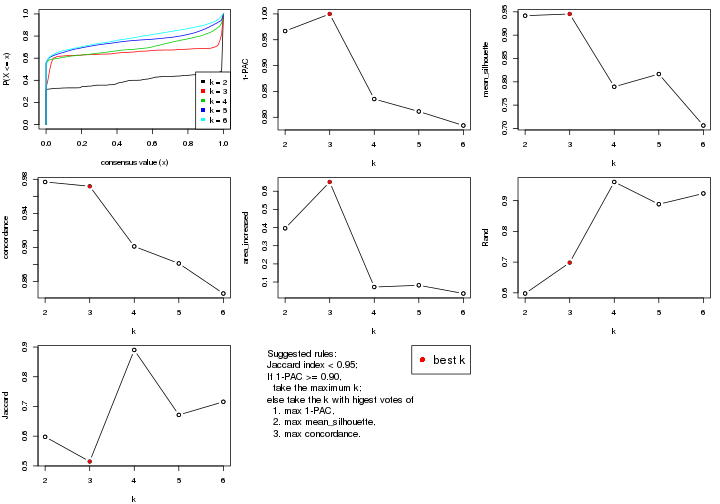 P(X <= x)
0.0 0.2 0.4 0.6 0.8 1.0
k = 2
k = 3
k = 4
k = 5
k = 6
0.0 0.2 0.4 0.6 0.8 1.0
consensus value (x)
1-PAC
0.80 0.85 0.90 0.95 1.00
2 3 4 5 6
k
mean_silhouette
0.70 0.75 0.80 0.85 0.90 0.95
2 3 4 5 6
k
concordance
0.86 0.90 0.94 0.98
2 3 4 5 6
k
area_increased
0.1 0.2 0.3 0.4 0.5 0.6
2 3 4 5 6
k
Rand
0.6 0.7 0.8 0.9
2 3 4 5 6
k
Jaccard
0.5 0.6 0.7 0.8 0.9
2 3 4 5 6
k
Suggested rules:
Jaccard index < 0.95;
If 1-PAC >= 0.90,
take the maximum k;
else take the k with higest votes of
1. max 1-PAC,
2. max mean_silhouette,
3. max concordance.
best k